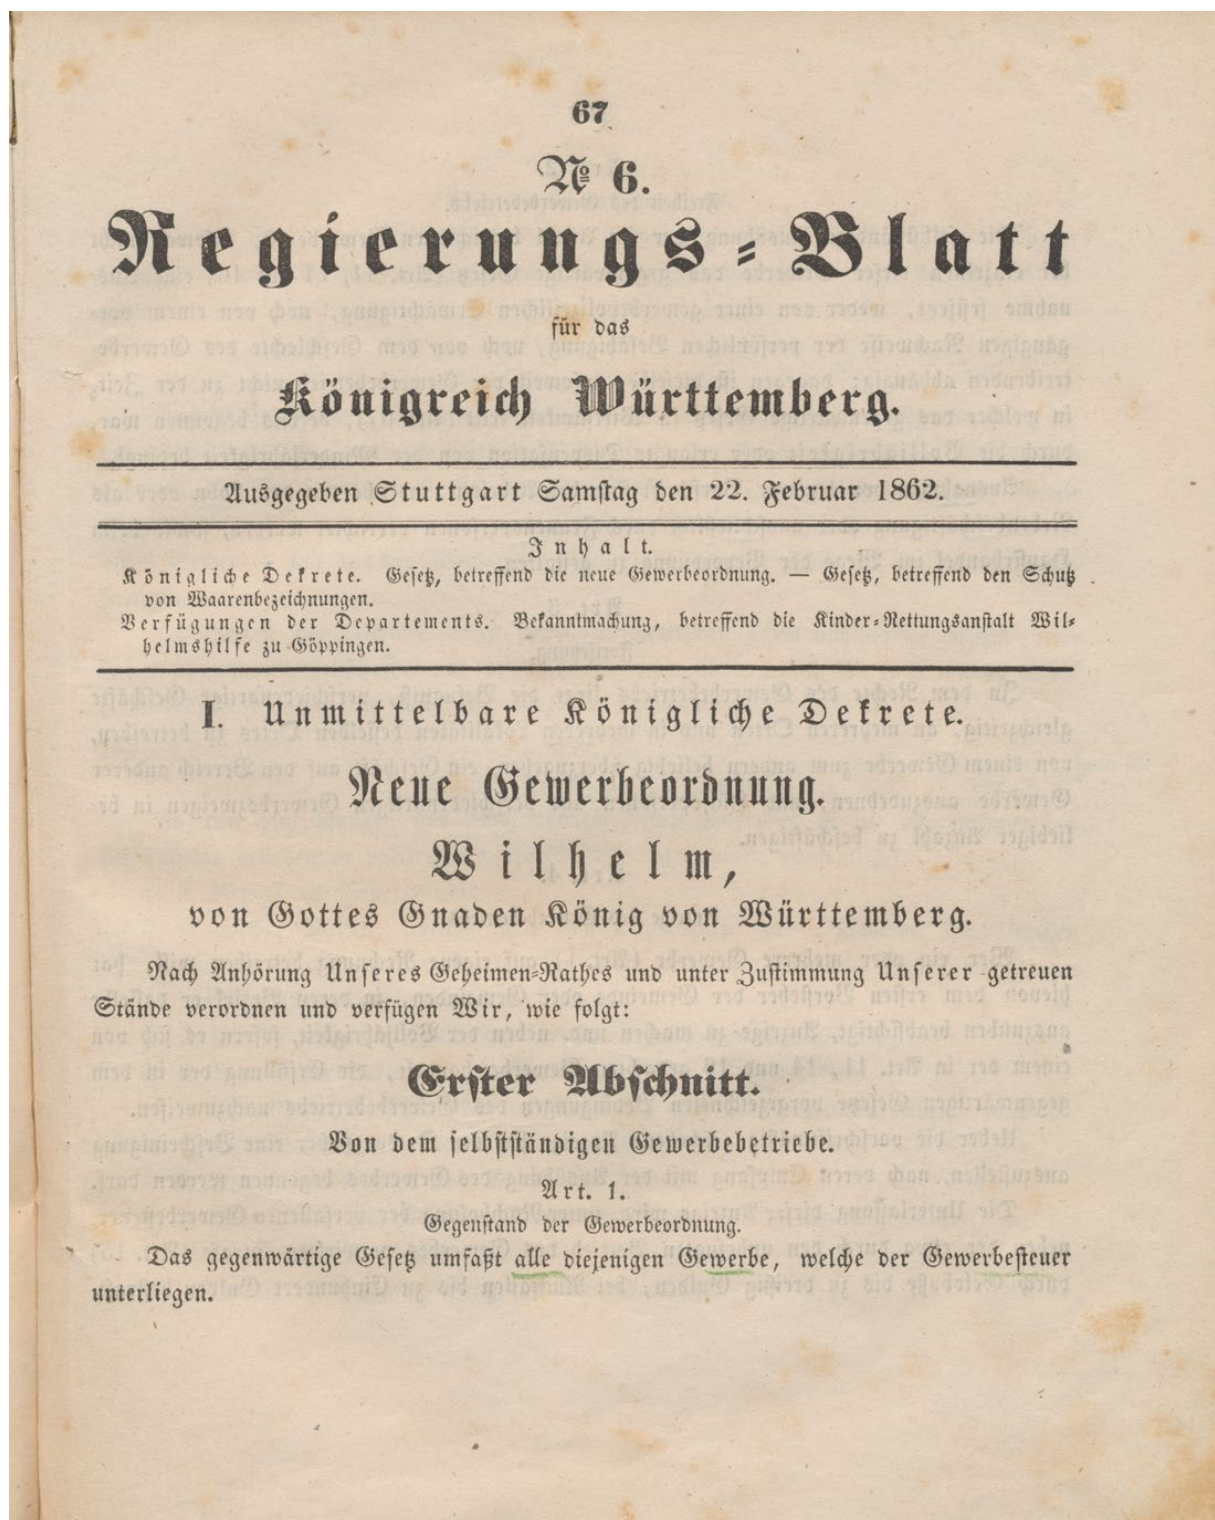 67
№ 6.
Regierungs-Blatt
für das
Königreich Württemberg.
Ausgegeben Stuttgart Samstag den 22. Februar 1862.
Inhalt.
Königliche Dekrete. Gesetz, betreffend die neue Gewerbeordnung. — Gesetz, betreffend den Schutz
von Waarenbezeichnungen.
Verfügungen der Departements. Bekanntmachung, betreffend die Kinder-Rettungsanstalt Wil-
helmshilfe zu Göppingen.
I. Unmittelbare Königliche Dekrete.
Neue Gewerbeordnung.
Wilhelm,
von Gottes Gnaden König von Württemberg.
Nach Anhörung Unseres Geheimen-Rathes und unter Zustimmung Unserer getreuen
Stände verordnen und verfügen Wir, wie folgt:
Erster Abschnitt.
Von dem selbstständigen Gewerbebetriebe.
Art. 1.
Gegenstand der Gewerbeordnung.
Das gegenwärtige Gesetz umfaßt alle diejenigen Gewerbe, welche der Gewerbesteuer
unterliegen.